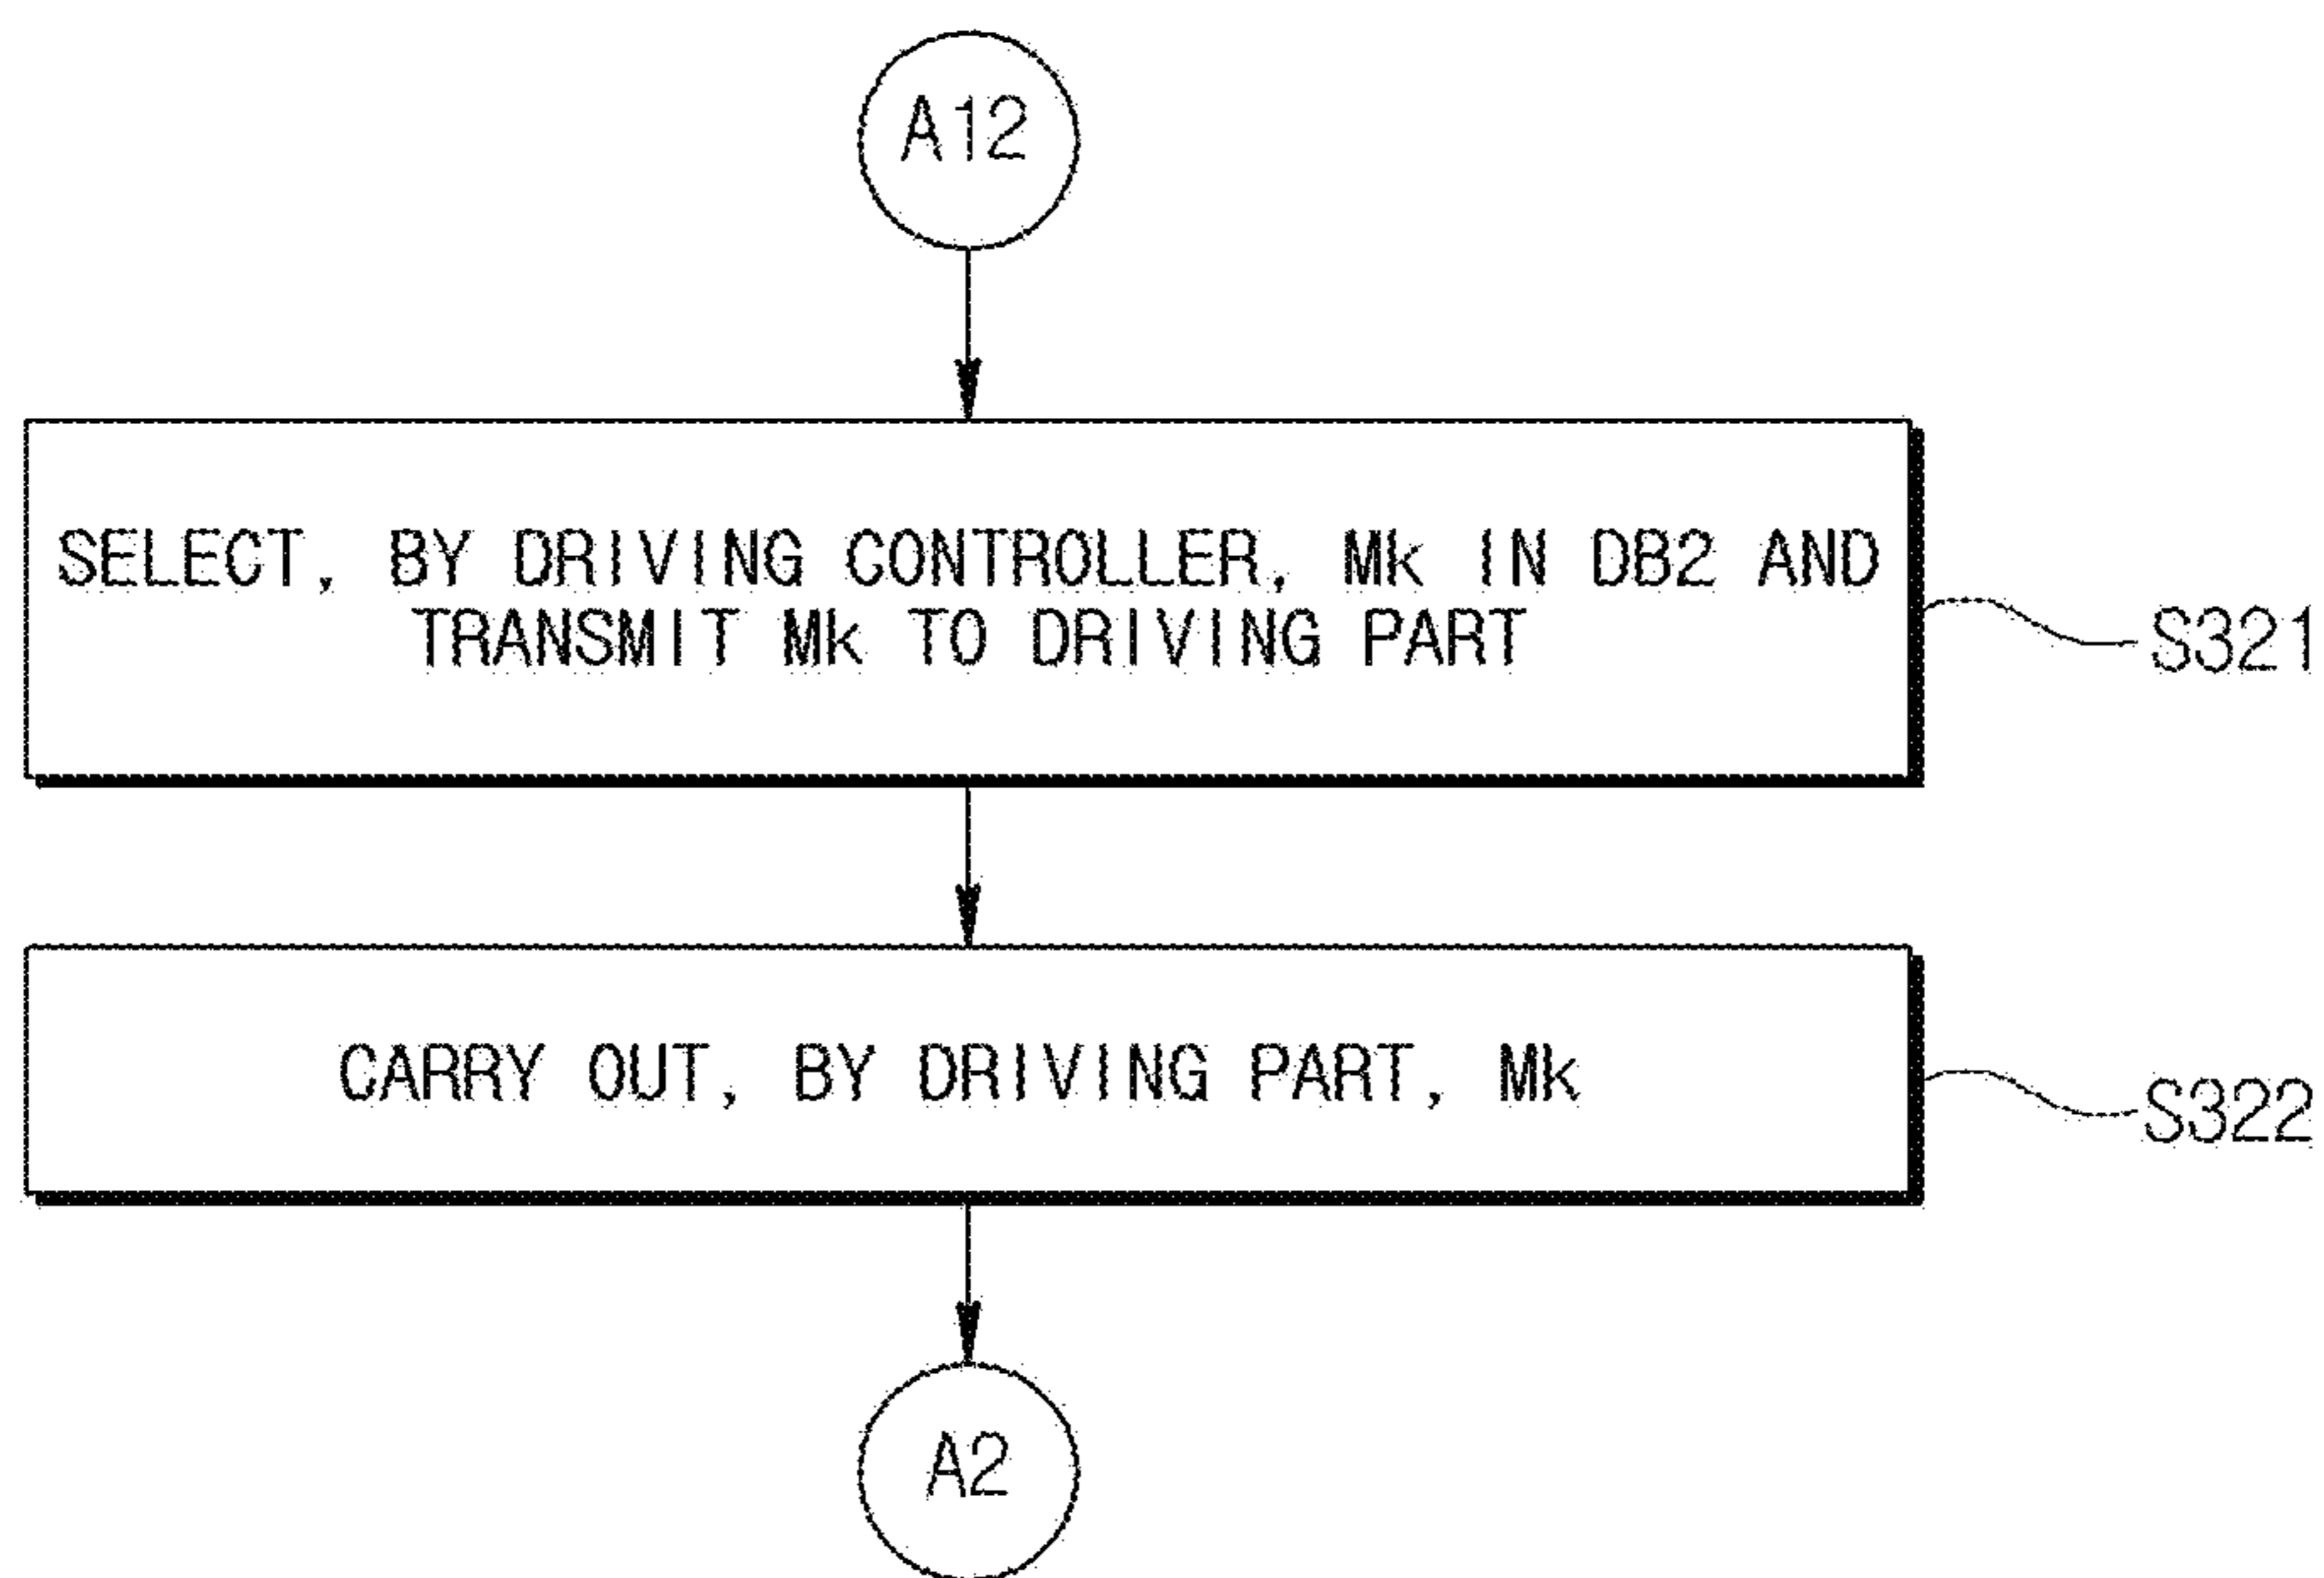 A12
SELECT, BY DRIVING CONTROLLER, Mk IN DB2 AND
TRANSMIT Mk TO DRIVING PART
S321
CARRY OUT, BY DRIVING PART, Mk
S322
A2